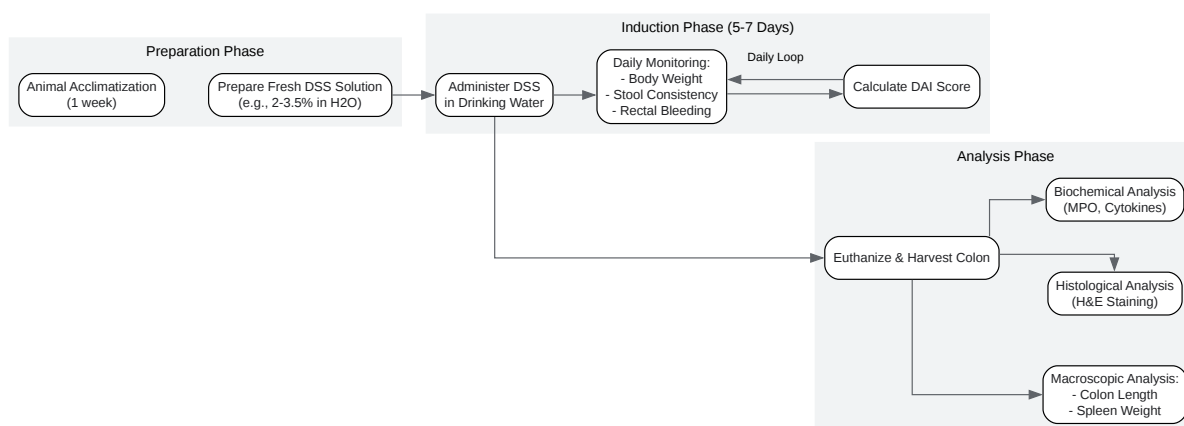 Preparation Phase
Animal Acclimatization
(1 week)
Prepare Fresh DSS Solution
(e.g., 2-3.5% in H2O)
Induction Phase (5-7 Days)
Administer DSS
in Drinking Water
Daily Monitoring:
- Body Weight
- Stool Consistency
- Rectal Bleeding
Daily Loop
Calculate DAI Score
Analysis Phase
Euthanize & Harvest Colon
Biochemical Analysis
(MPO, Cytokines)
Histological Analysis
(H&E Staining)
Macroscopic Analysis:
- Colon Length
- Spleen Weight